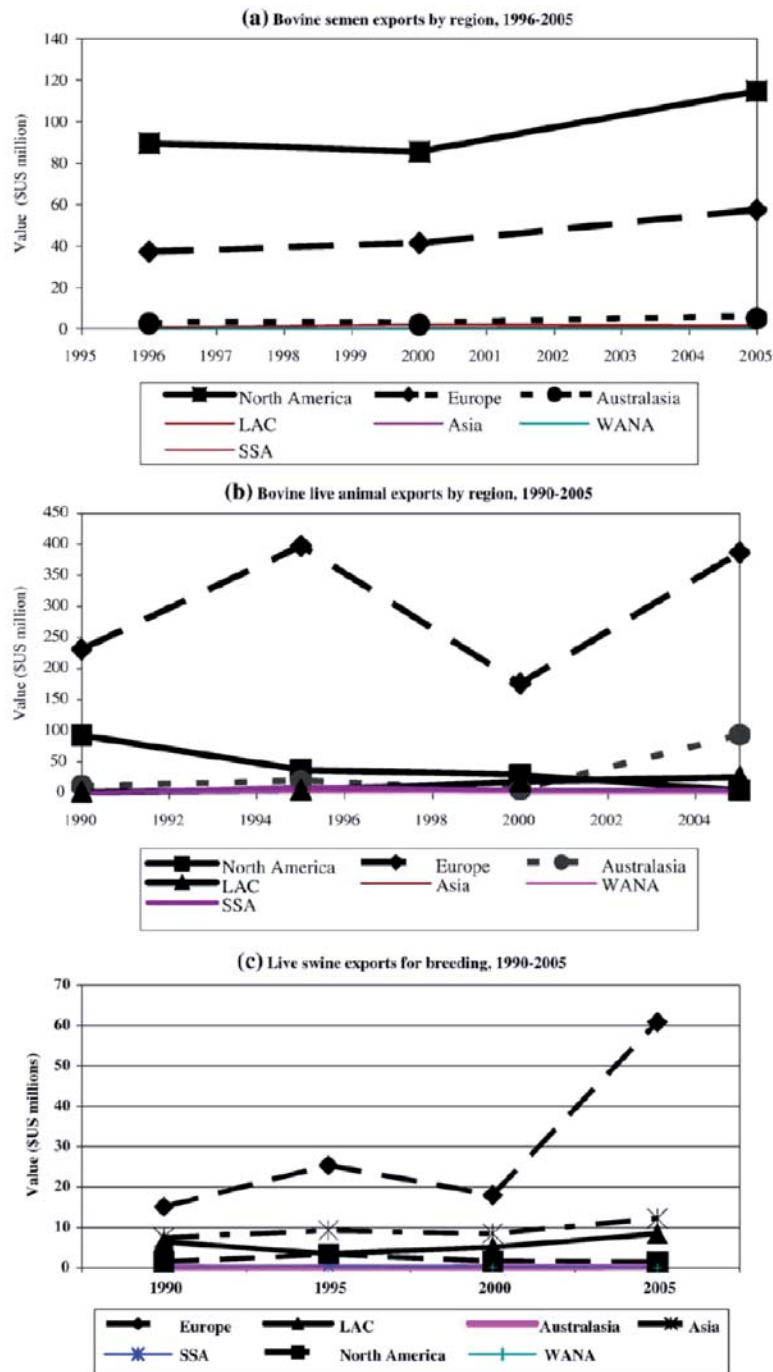 (a) Bovine semen exports by region, 1996-2005
140
120
100
80
60
40
20
0
Value ($US million)
1995 1996 1997 1998 1999 2000 2001 2002 2003 2004 2005
North America Europe Australasia
LAC Asia WANA
SSA
(b) Bovine live animal exports by region, 1990-2005
450
400
350
300
250
200
150
100
50
0
Value ($US million)
1990 1992 1994 1996 1998 2000 2002 2004
North America Europe Australasia
LAC Asia WANA
SSA
(c) Live swine exports for breeding, 1990-2005
70
60
50
40
30
20
10
0
Value ($US millions)
1990 1995 2000 2005
Europe LAC Australasia Asia
SSA North America WANA